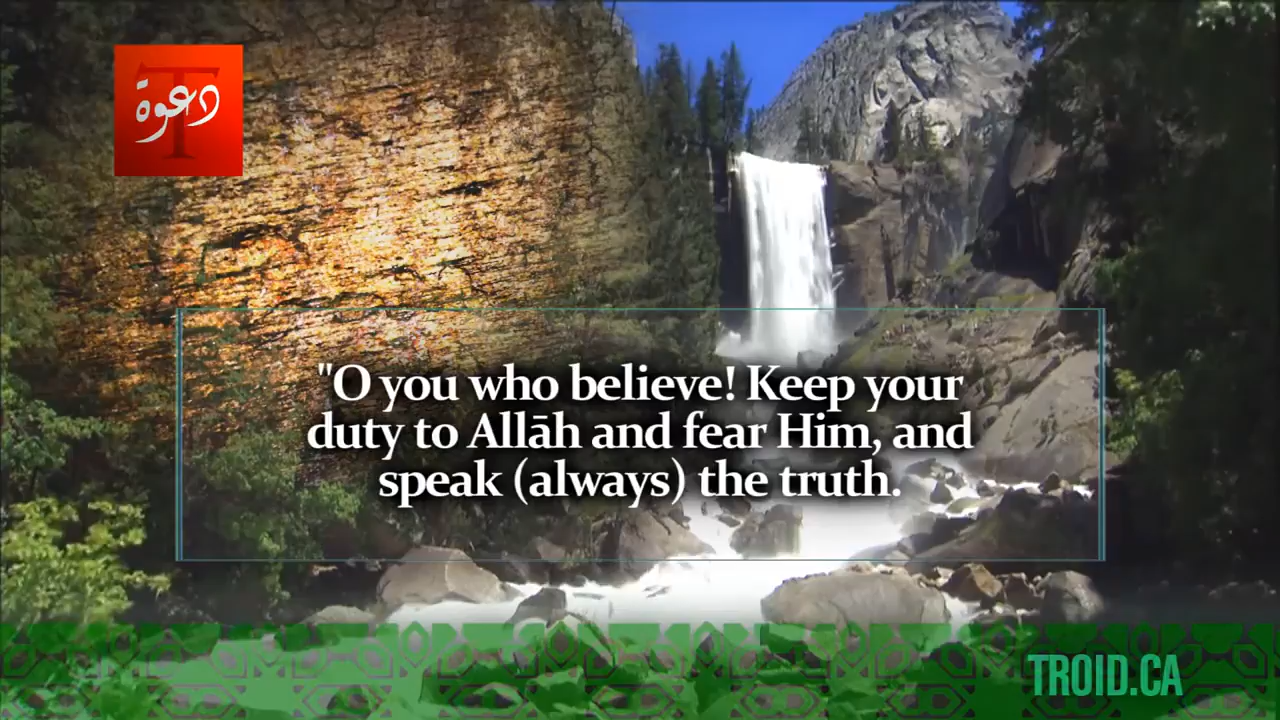 دعوة
T
"O you who believe! Keep your
duty to Allāh and fear Him, and
speak (always) the truth.
TROID.CA